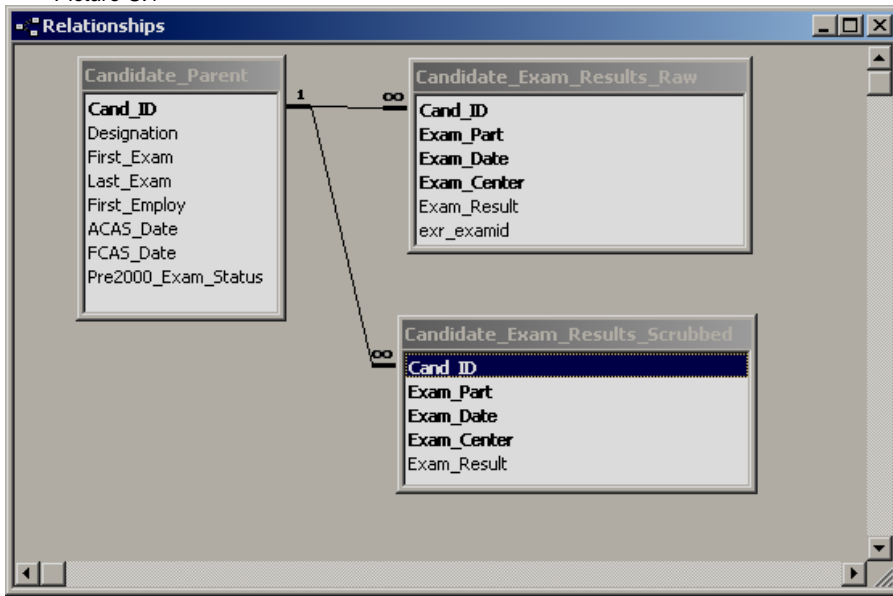 Relationships
Candidate_Parent
Cand_ID
Designation
First_Exam
Last_Exam
First_Employ
ACAS_Date
FCAS_Date
Pre2000_Exam_Status
1
∞
Candidate_Exam_Results_Raw
Cand_ID
Exam_Part
Exam_Date
Exam_Center
Exam_Result
exr_examid
∞
Candidate_Exam_Results_Scrubbed
Cand_ID
Exam_Part
Exam_Date
Exam_Center
Exam_Result